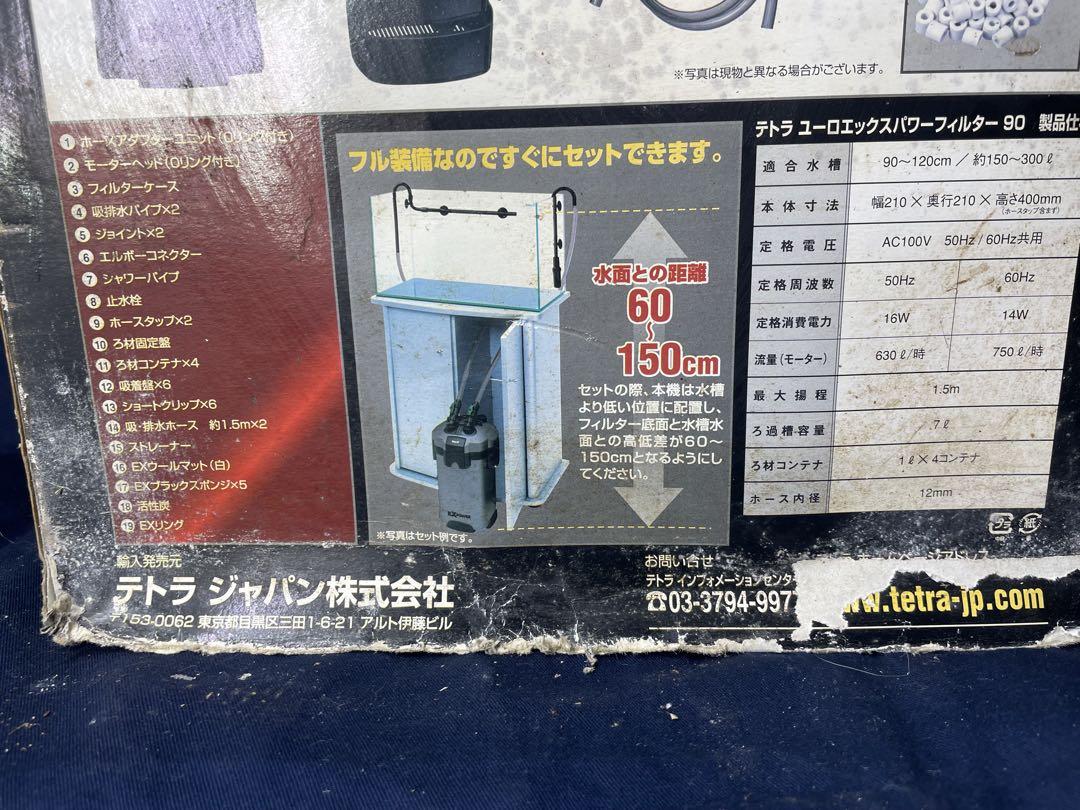 ※写真は現物と異なる場合がございます。
① ホースアダプターユニット(Oリング付き)
② モーターヘッド(Oリング付き)
③ フィルターケース
④ 吸排水パイプ×2
⑤ ジョイント×2
⑥ エルボーコネクター
⑦ シャワーパイプ
⑧ 止水栓
⑨ ホースタップ×2
⑩ ろ材固定盤
⑪ ろ材コンテナ×4
⑫ 吸着盤×6
⑬ ショートクリップ×6
⑭ 吸・排水ホース 約1.5m×2
⑮ ストレーナー
⑯ EXウールマット(白)
⑰ EXブラックスポンジ×5
⑱ 活性炭
⑲ EXリング
フル装備なのですぐにセットできます。
水面との距離
60
〜
150cm
セットの際、本機は水槽
より低い位置に配置し、
フィルター底面と水槽水
面との高低差が60〜
150cmとなるようにし
てください。
※写真はセット例です。
テトラ ユーロエックスパワーフィルター 90 製品仕
適合水槽 90〜120cm / 約150〜300ℓ
本体寸法 幅210×奥行210×高さ400mm
(ホースタップ含まず)
定格電圧 AC100V 50Hz/60Hz共用
定格周波数 50Hz 60Hz
定格消費電力 16W 14W
流量(モーター) 630ℓ/時 750ℓ/時
最大揚程 1.5m
ろ過槽容量 7ℓ
ろ材コンテナ 1ℓ×4コンテナ
ホース内径 12mm
プラ 紙
輸入発売元
テトラ ジャパン株式会社
〒153-0062 東京都目黒区三田1-6-21 アルト伊藤ビル
お問い合せ
テトラ インフォメーションセンター
☎03-3794-997
ホームページアドレス
www.tetra-jp.com